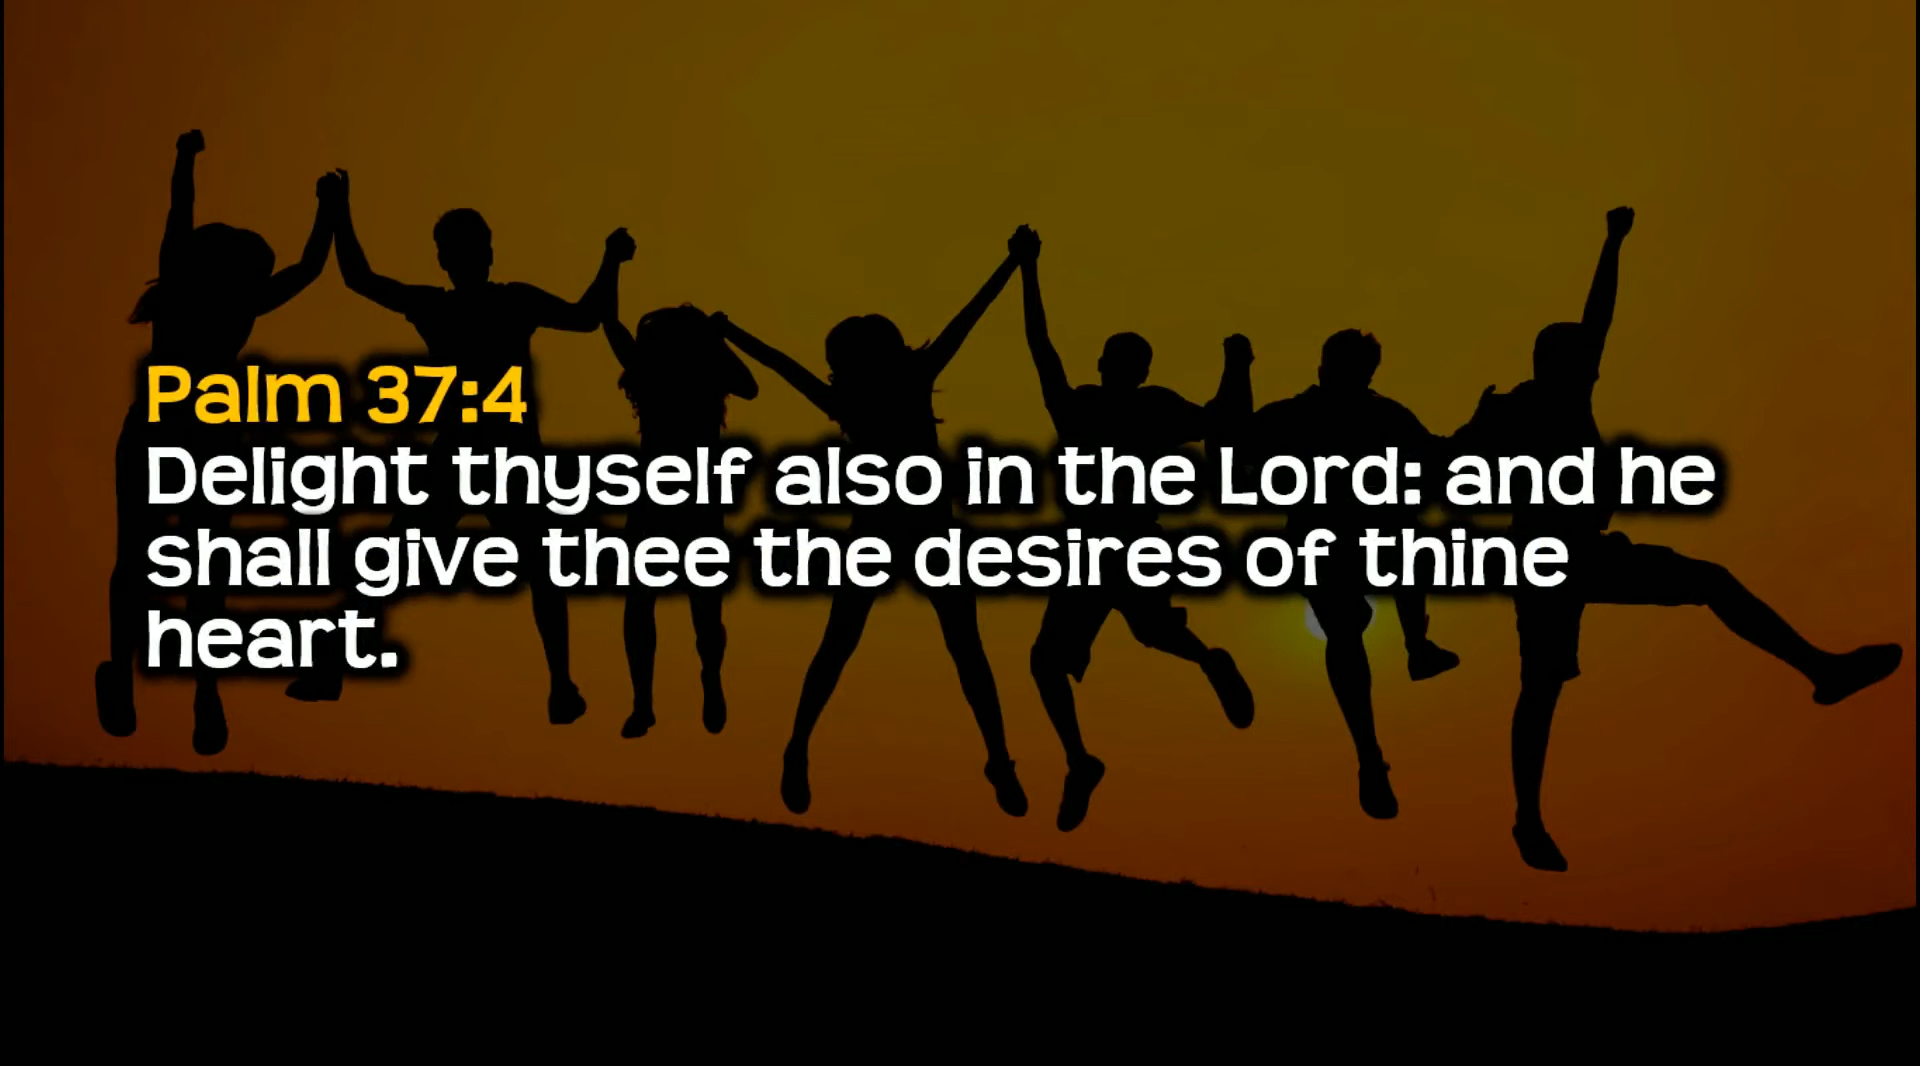 Palm 37:4
Delight thyself also in the Lord: and he
shall give thee the desires of thine
heart.